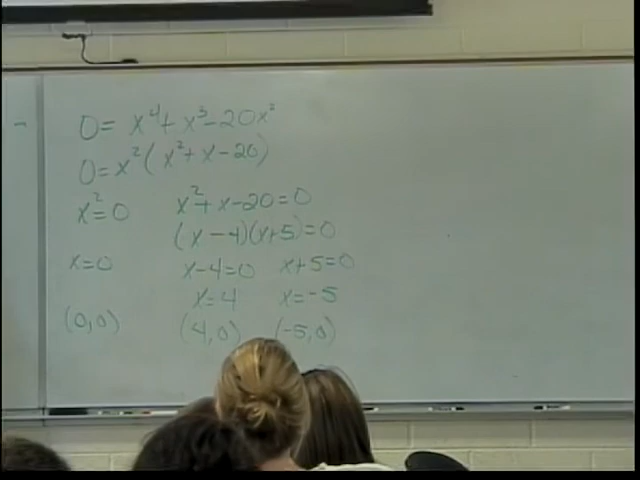 0 = x⁴ + x³ - 20x²
0 = x² ( x² + x - 20 )
x² = 0 x² + x - 20 = 0
(x - 4)(x + 5) = 0
x = 0 x - 4 = 0 x + 5 = 0
x = 4 x = -5
(0,0) (4,0) (-5,0)